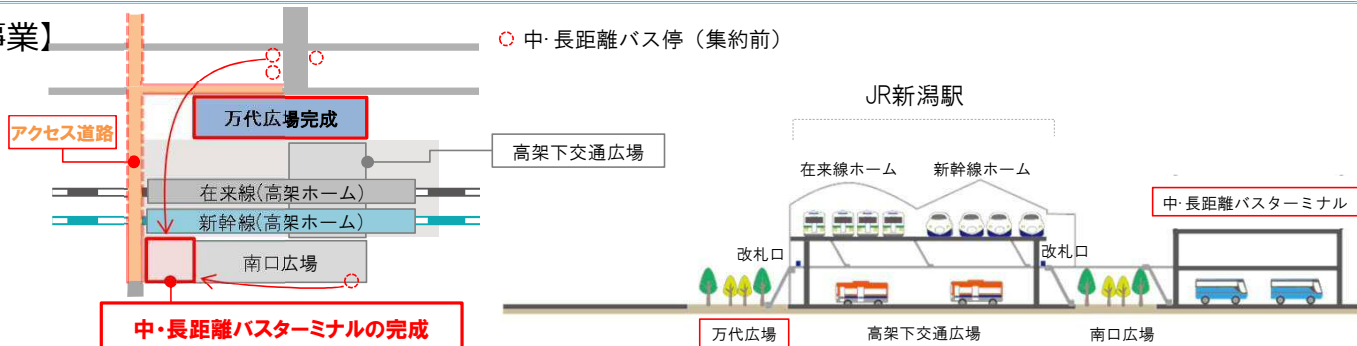 事業】
中・長距離バス停（集約前）
万代広場完成
アクセス道路
高架下交通広場
在来線(高架ホーム)
新幹線(高架ホーム)
南口広場
中・長距離バスターミナルの完成
JR新潟駅
在来線ホーム
新幹線ホーム
中・長距離バスターミナル
改札口
改札口
万代広場
高架下交通広場
南口広場